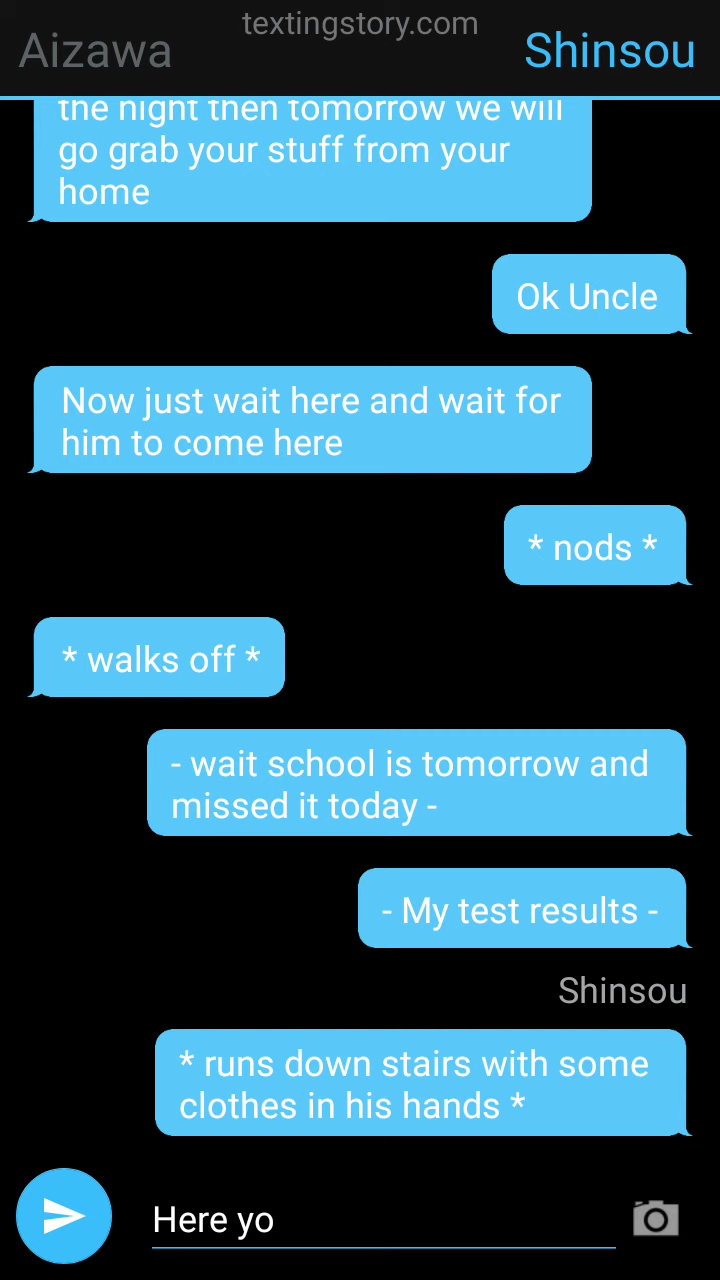 textingstory.com
Aizawa
Shinsou
the night then tomorrow we will
go grab your stuff from your
home
Ok Uncle
Now just wait here and wait for
him to come here
* nods *
* walks off *
- wait school is tomorrow and
missed it today -
- My test results -
Shinsou
* runs down stairs with some
clothes in his hands *
Here yo